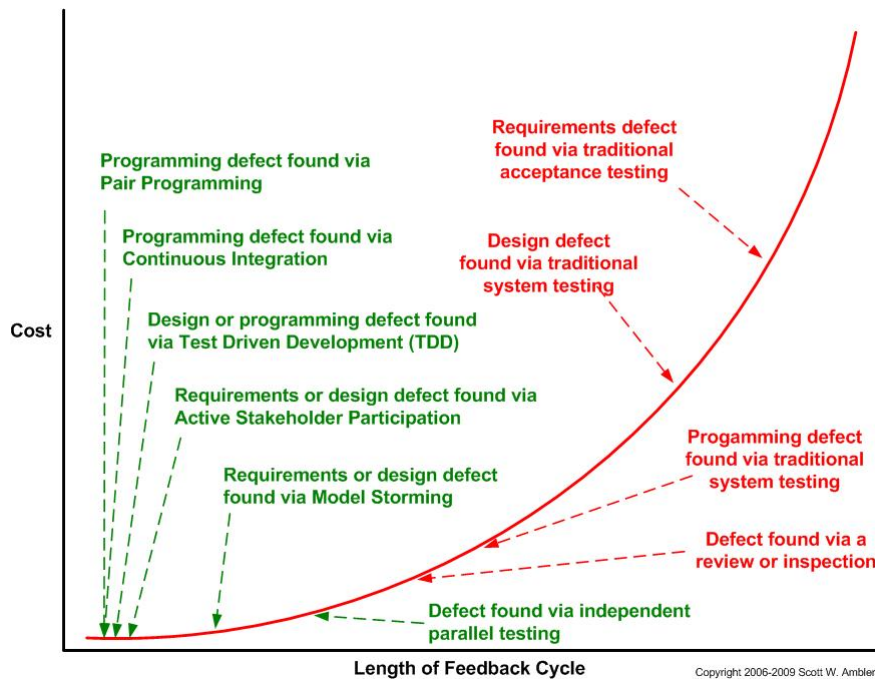 Programming defect found via
Pair Programming
Programming defect found via
Continuous Integration
Design or programming defect found
via Test Driven Development (TDD)
Requirements or design defect found via
Active Stakeholder Participation
Requirements or design defect
found via Model Storming
Defect found via independent
parallel testing
Requirements defect
found via traditional
acceptance testing
Design defect
found via traditional
system testing
Progamming defect
found via traditional
system testing
Defect found via a
review or inspection
Cost
Length of Feedback Cycle
Copyright 2006-2009 Scott W. Ambler